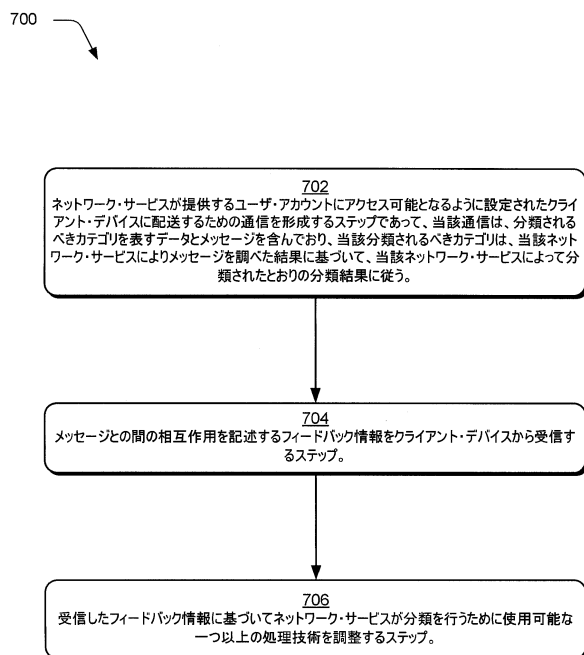 700
702
ネットワーク・サービスが提供するユーザ・アカウントにアクセス可能となるように設定されたクライ
アント・デバイスに配送するための通信を形成するステップであって、当該通信は、分類され
るべきカテゴリを表すデータとメッセージを含んでおり、当該分類されるべきカテゴリは、当該ネット
ワーク・サービスによりメッセージを調べた結果に基づいて、当該ネットワーク・サービスによって分
類されたとおりの分類結果に従う。
704
メッセージとの間の相互作用を記述するフィードバック情報をクライアント・デバイスから受信す
るステップ。
706
受信したフィードバック情報に基づいてネットワーク・サービスが分類を行うために使用可能な
一つ以上の処理技術を調整するステップ。